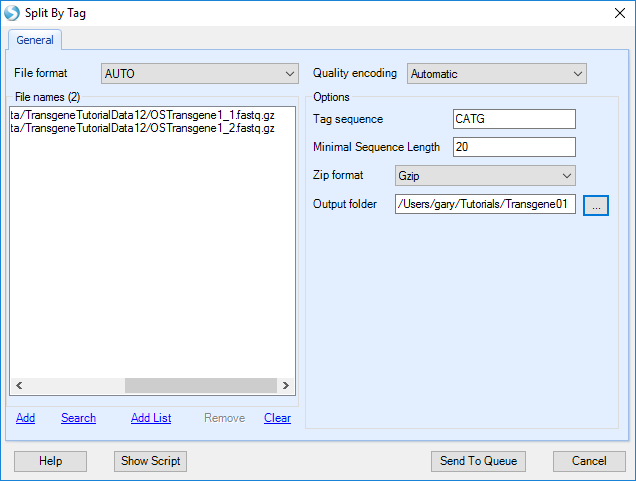 Split By Tag
General
File format AUTO Quality encoding Automatic
File names (2) Options
ta/TransgeneTutorialData12/OSTransgene1_1.fastq.gz
ta/TransgeneTutorialData12/OSTransgene1_2.fastq.gz
Tag sequence CATG
Minimal Sequence Length 20
Zip format Gzip
Output folder /Users/gary/Tutorials/Transgene01 ...
Add Search Add List Remove Clear
Help Show Script Send To Queue Cancel